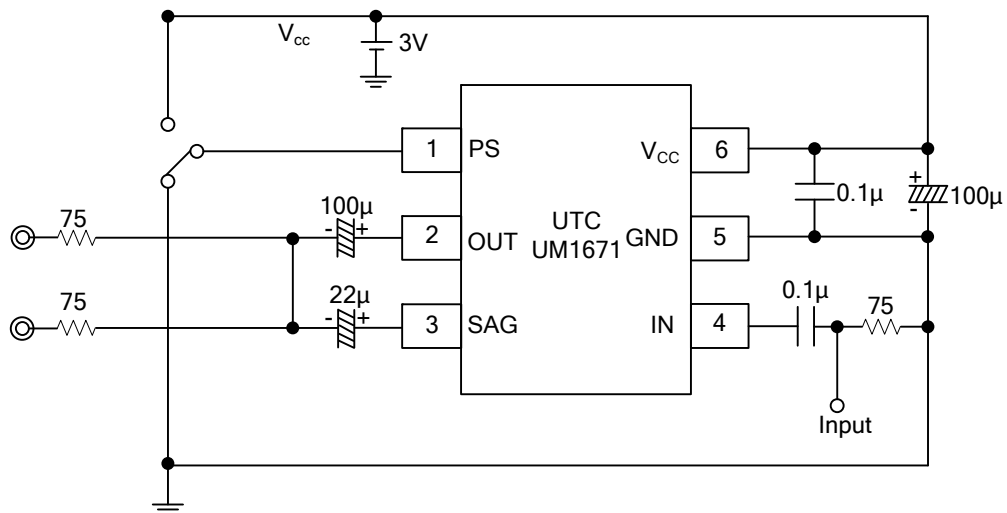 Vcc
3V
1
PS
VCC
6
0.1μ
+
-
100μ
75
100μ
- +
2
OUT
UTC
UM1671
GND
5
75
22μ
- +
3
SAG
IN
4
0.1μ
75
Input